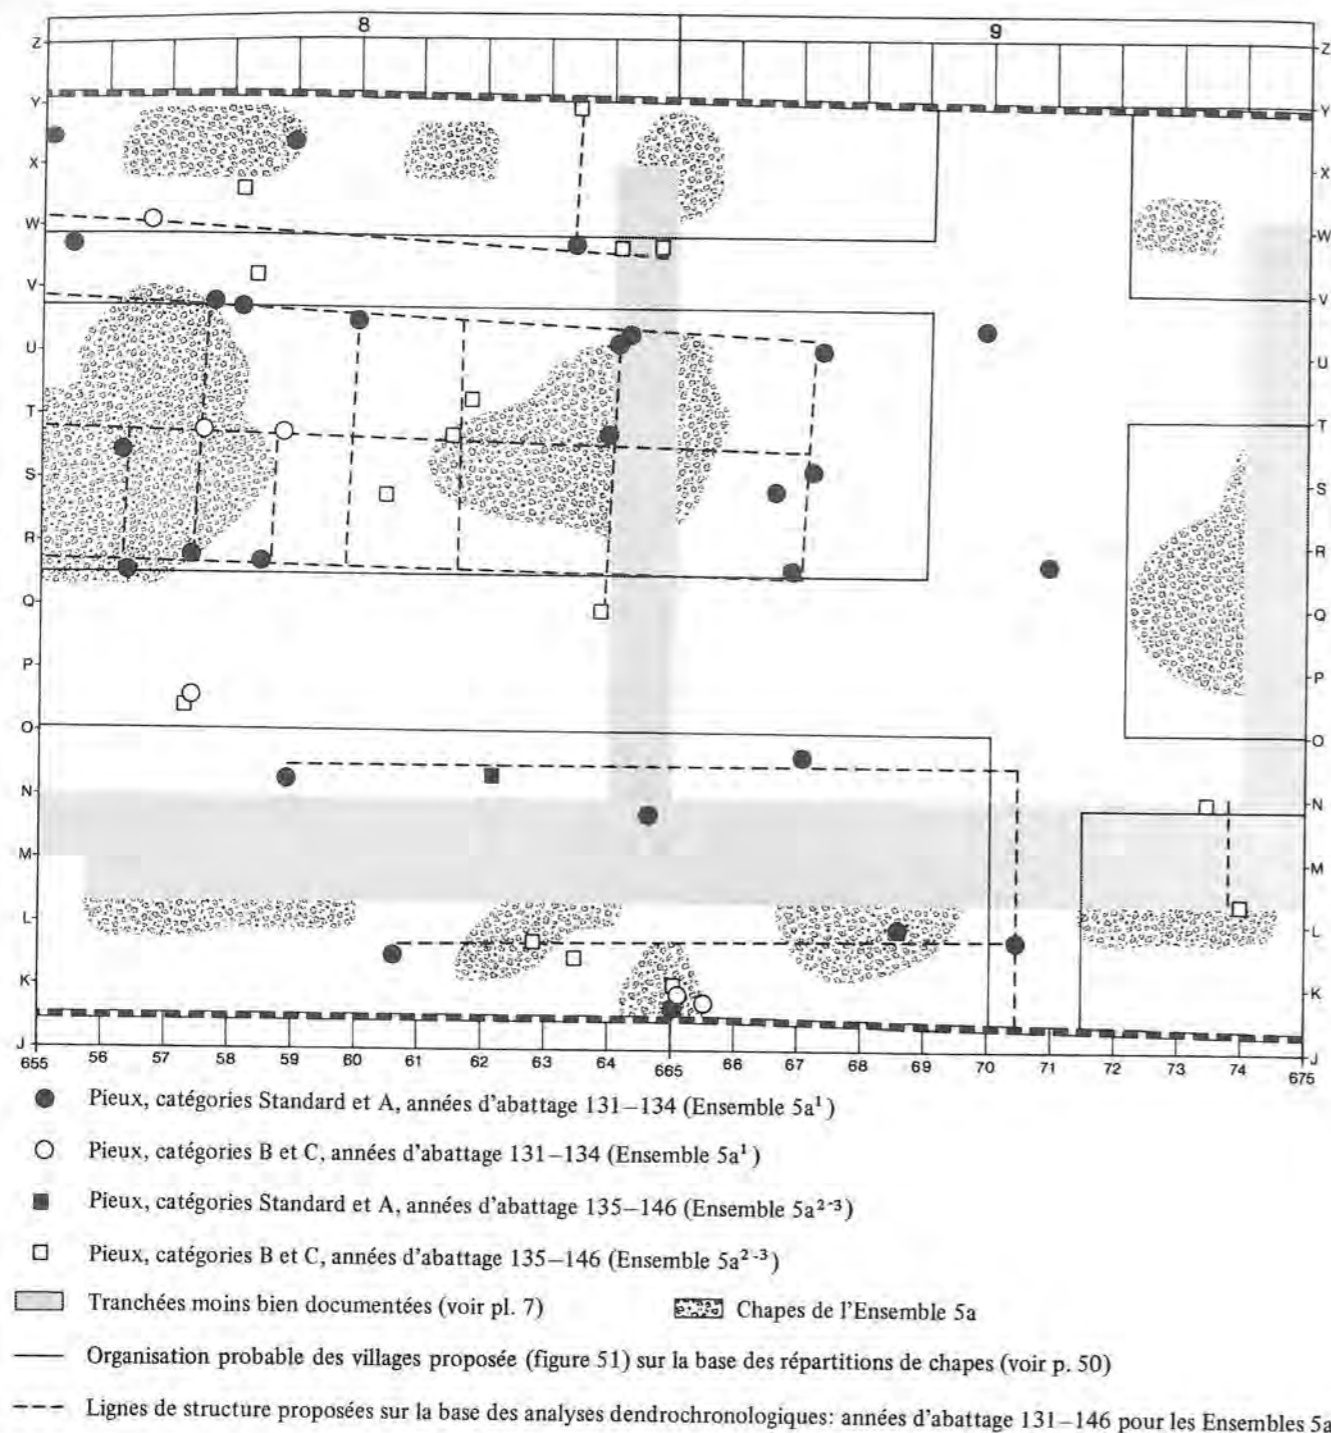 8 9
Z Z
Y Y
X X
W W
V V
U U
T T
S S
R R
Q Q
P P
O O
N N
M M
L L
K K
J J
655 56 57 58 59 60 61 62 63 64 665 66 67 68 69 70 71 72 73 74 675
Pieux, catégories Standard et A, années d'abattage 131–134 (Ensemble 5a¹)
Pieux, catégories B et C, années d'abattage 131–134 (Ensemble 5a¹)
Pieux, catégories Standard et A, années d'abattage 135–146 (Ensemble 5a²⁻³)
Pieux, catégories B et C, années d'abattage 135–146 (Ensemble 5a²⁻³)
Tranchées moins bien documentées (voir pl. 7) Chapes de l'Ensemble 5a
Organisation probable des villages proposée (figure 51) sur la base des répartitions de chapes (voir p. 50)
Lignes de structure proposées sur la base des analyses dendrochronologiques: années d'abattage 131–146 pour les Ensembles 5a